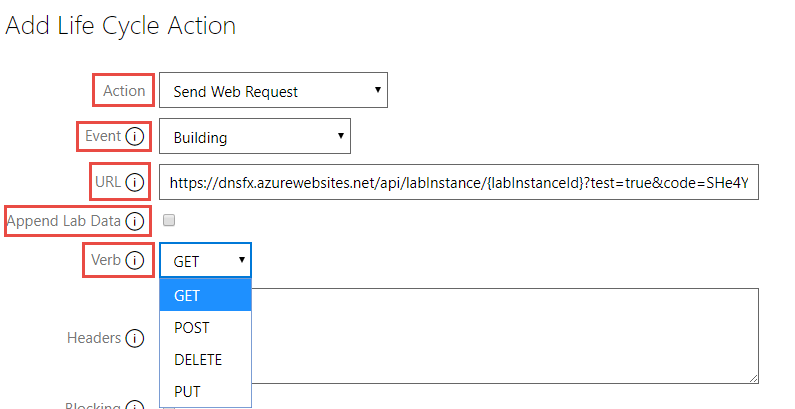 Add Life Cycle Action
Action Send Web Request
Event Building
URL https://dnsfx.azurewebsites.net/api/labInstance/{labInstanceId}?test=true&code=SHe4Y
Append Lab Data
Verb GET
GET
POST
Headers
DELETE
PUT
Blocking